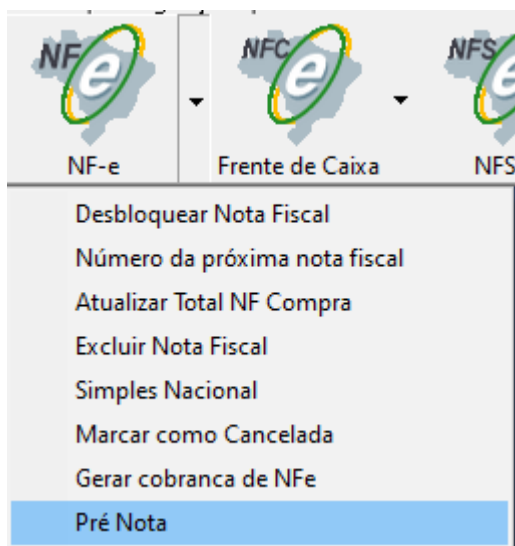 NF e
NFC e
NFS
NF-e
Frente de Caixa
NFS
Desbloquear Nota Fiscal
Número da próxima nota fiscal
Atualizar Total NF Compra
Excluir Nota Fiscal
Simples Nacional
Marcar como Cancelada
Gerar cobranca de NFe
Pré Nota